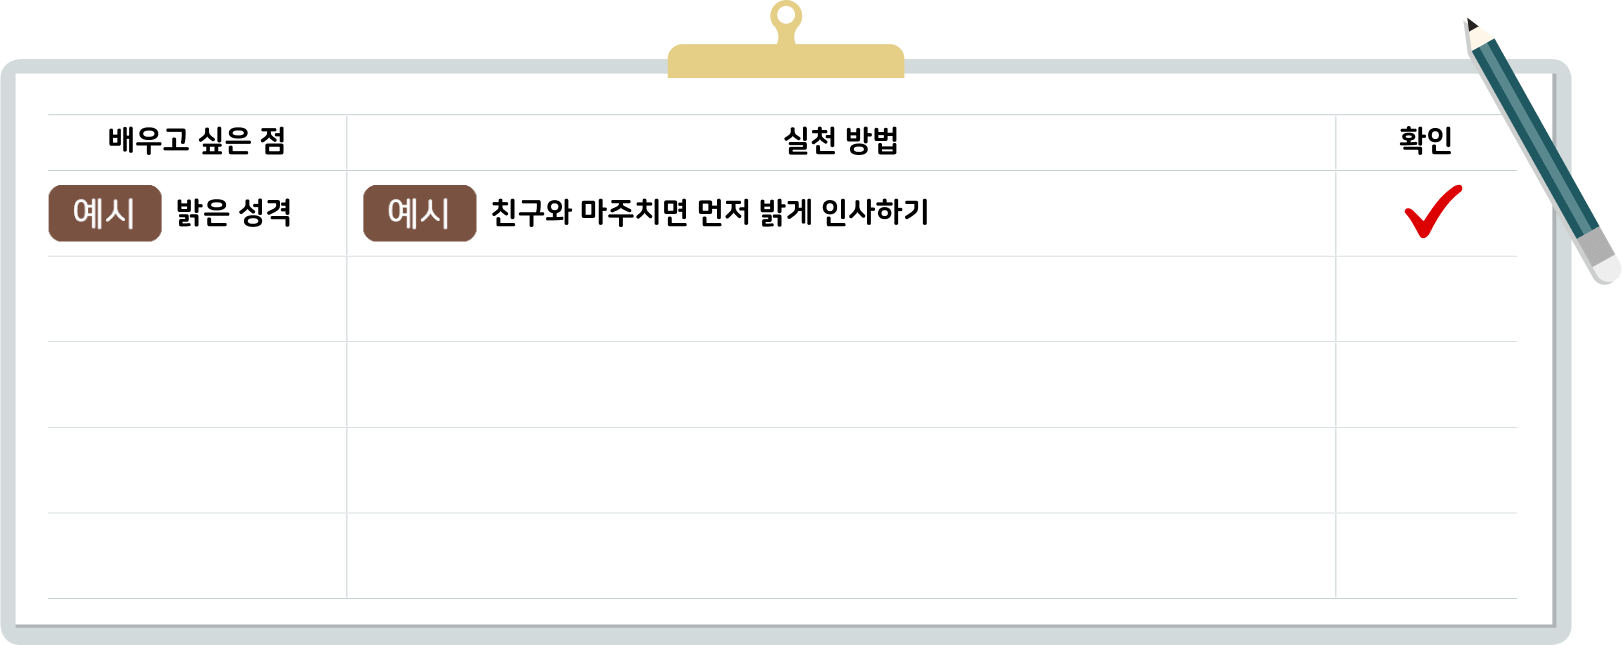 배우고 싶은 점 실천 방법 확인
예시 밝은 성격 예시 친구와 마주치면 먼저 밝게 인사하기